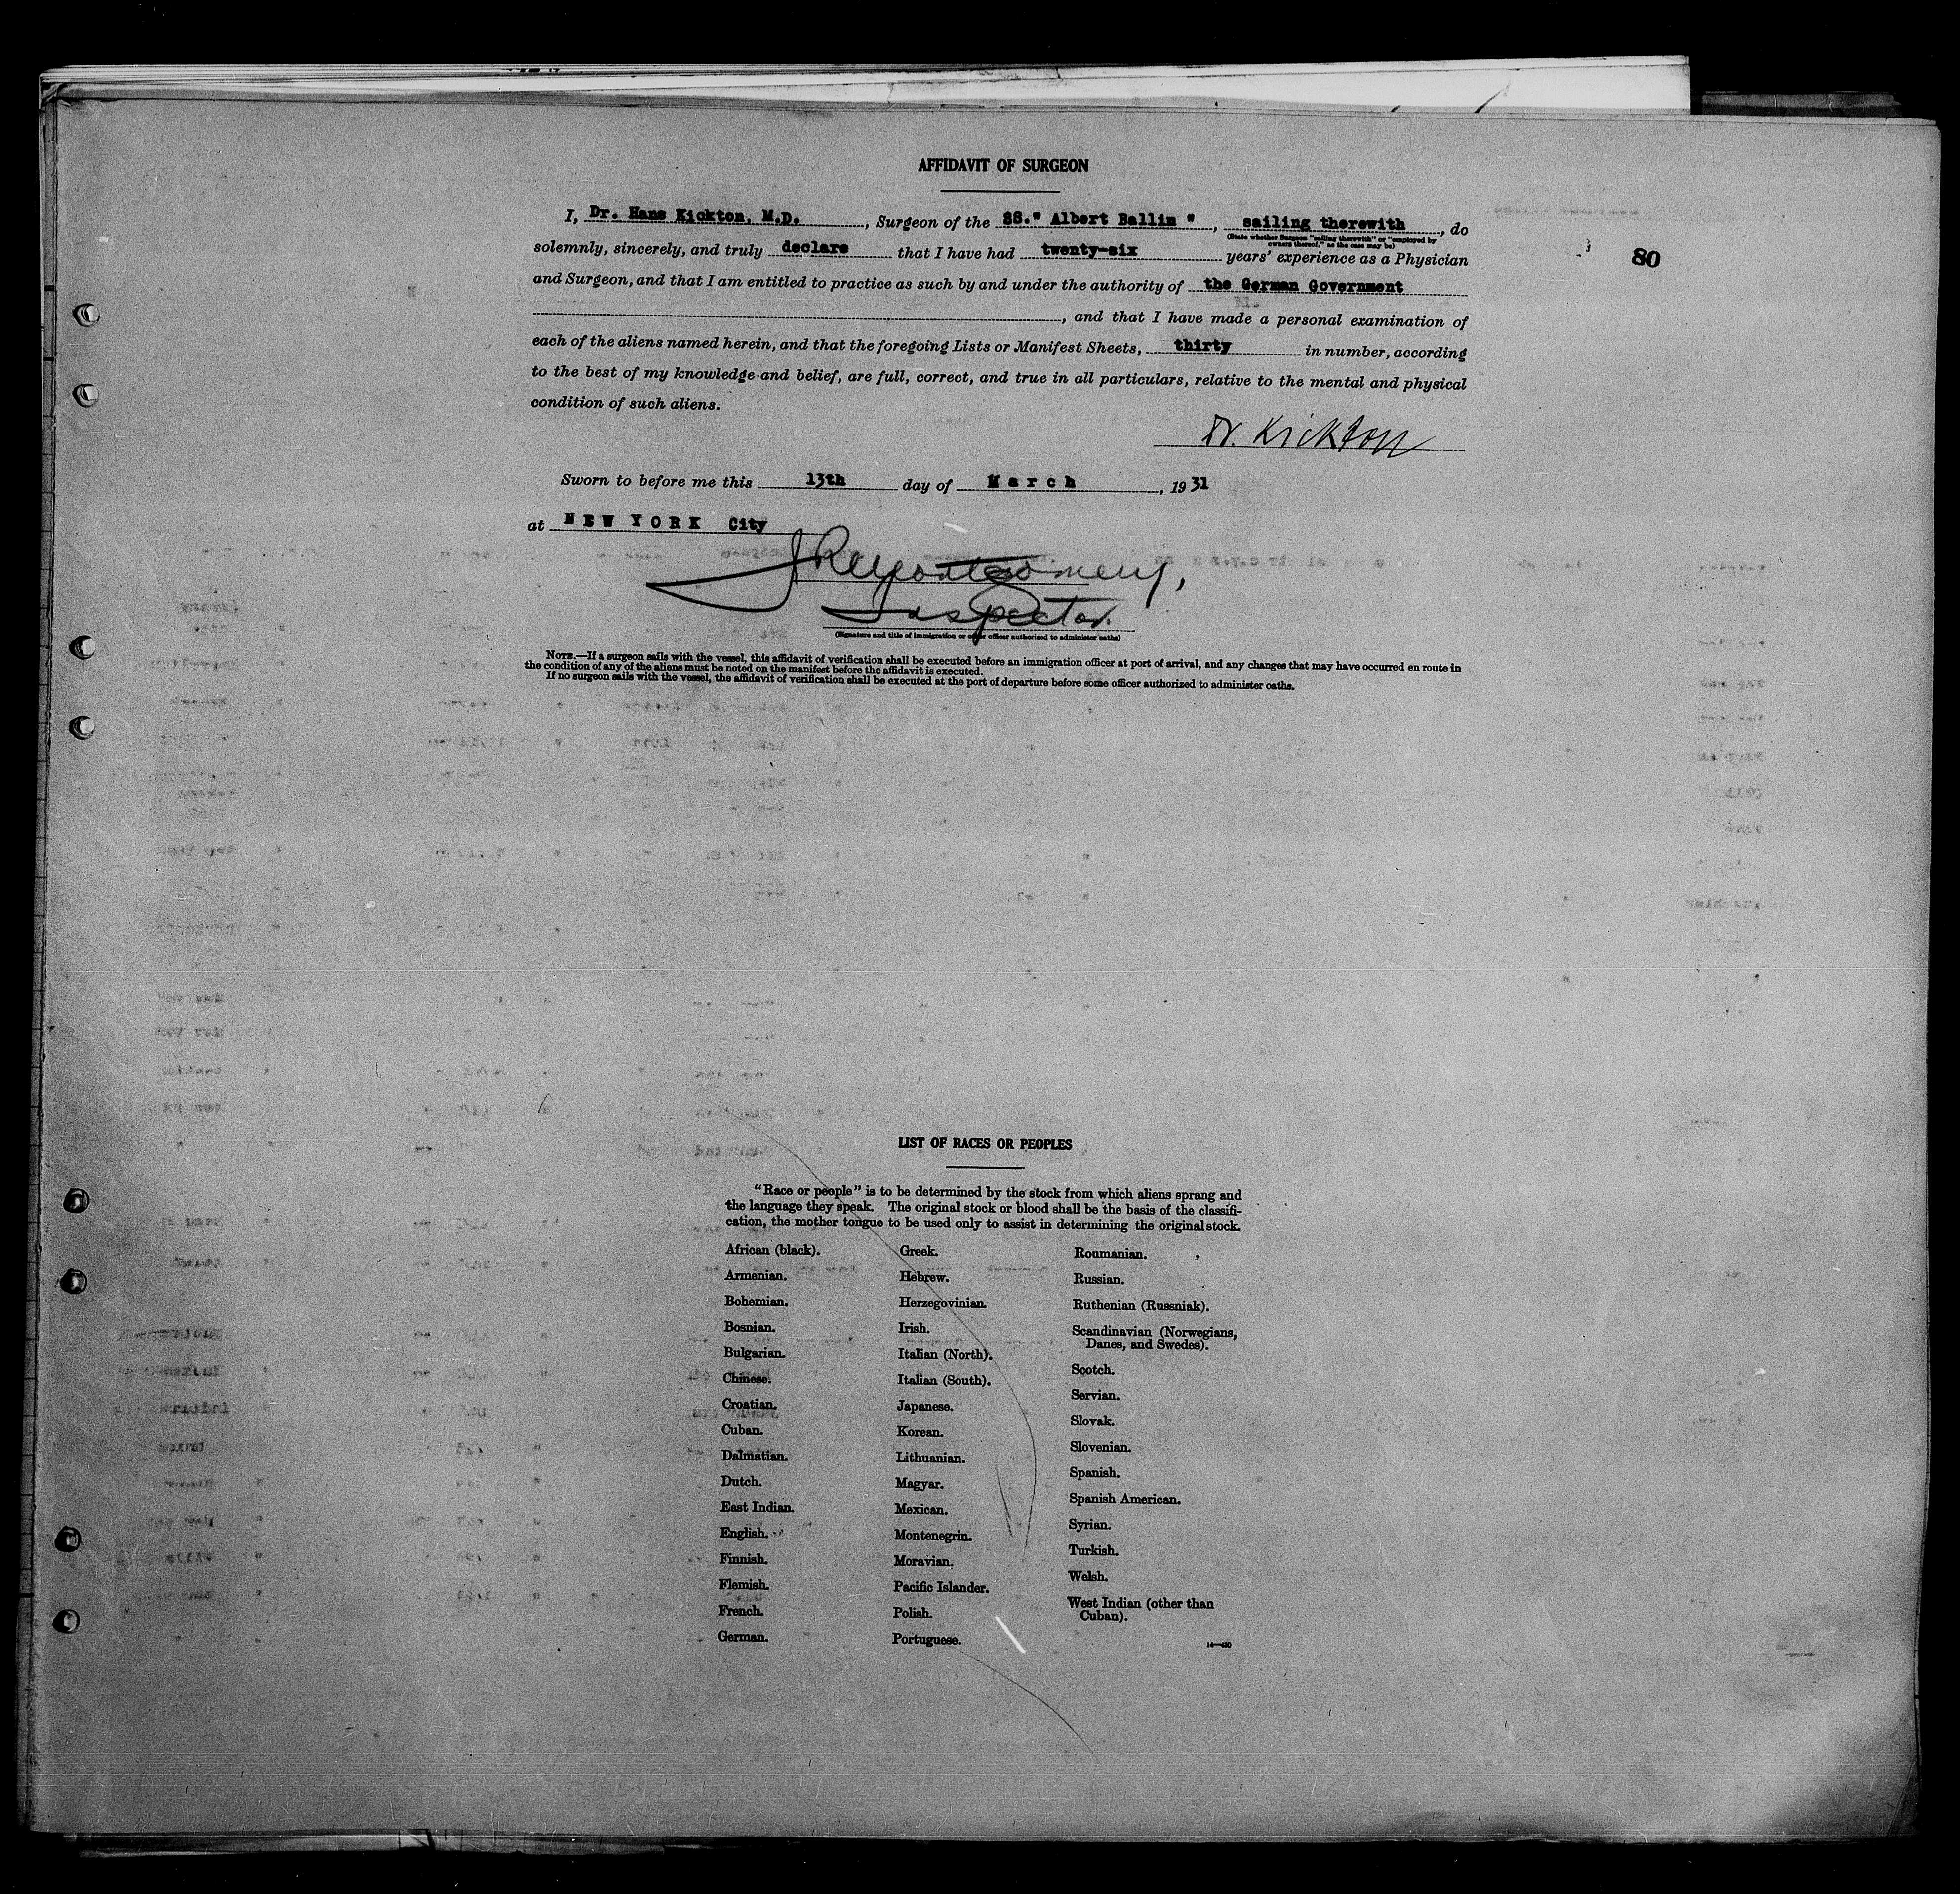 AFFIDAVIT OF SURGEON
I, Dr. Hans Kickton, M.D. , Surgeon of the SS." Albert Ballin " , sailing therewith , do
(State whether Surgeon "sailing therewith" or "employed by
owners thereof," as the case may be)
80
solemnly, sincerely, and truly declare that I have had twenty-six years' experience as a Physician
and Surgeon, and that I am entitled to practice as such by and under the authority of the German Government
, and that I have made a personal examination of
each of the aliens named herein, and that the foregoing Lists or Manifest Sheets, thirty in number, according
to the best of my knowledge and belief, are full, correct, and true in all particulars, relative to the mental and physical
condition of such aliens.
Dr. Kickton
Sworn to before me this 13th day of March , 1931
at NEW YORK City
Montgomery,
Inspector.
(Signature and title of immigration or other officer authorized to administer oaths)
NOTE.—If a surgeon sails with the vessel, this affidavit of verification shall be executed before an immigration officer at port of arrival, and any changes that may have occurred en route in
the condition of any of the aliens must be noted on the manifest before the affidavit is executed.
If no surgeon sails with the vessel, the affidavit of verification shall be executed at the port of departure before some officer authorized to administer oaths.
LIST OF RACES OR PEOPLES
"Race or people" is to be determined by the stock from which aliens sprang and
the language they speak. The original stock or blood shall be the basis of the classifi-
cation, the mother tongue to be used only to assist in determining the original stock.
African (black).
Armenian.
Bohemian.
Bosnian.
Bulgarian.
Chinese.
Croatian.
Cuban.
Dalmatian.
Dutch.
East Indian.
English.
Finnish.
Flemish.
French.
German.
Greek.
Hebrew.
Herzegovinian.
Irish.
Italian (North).
Italian (South).
Japanese.
Korean.
Lithuanian.
Magyar.
Mexican.
Montenegrin.
Moravian.
Pacific Islander.
Polish.
Portuguese.
Roumanian.
Russian.
Ruthenian (Russniak).
Scandinavian (Norwegians,
Danes, and Swedes).
Scotch.
Servian.
Slovak.
Slovenian.
Spanish.
Spanish American.
Syrian.
Turkish.
Welsh.
West Indian (other than
Cuban).